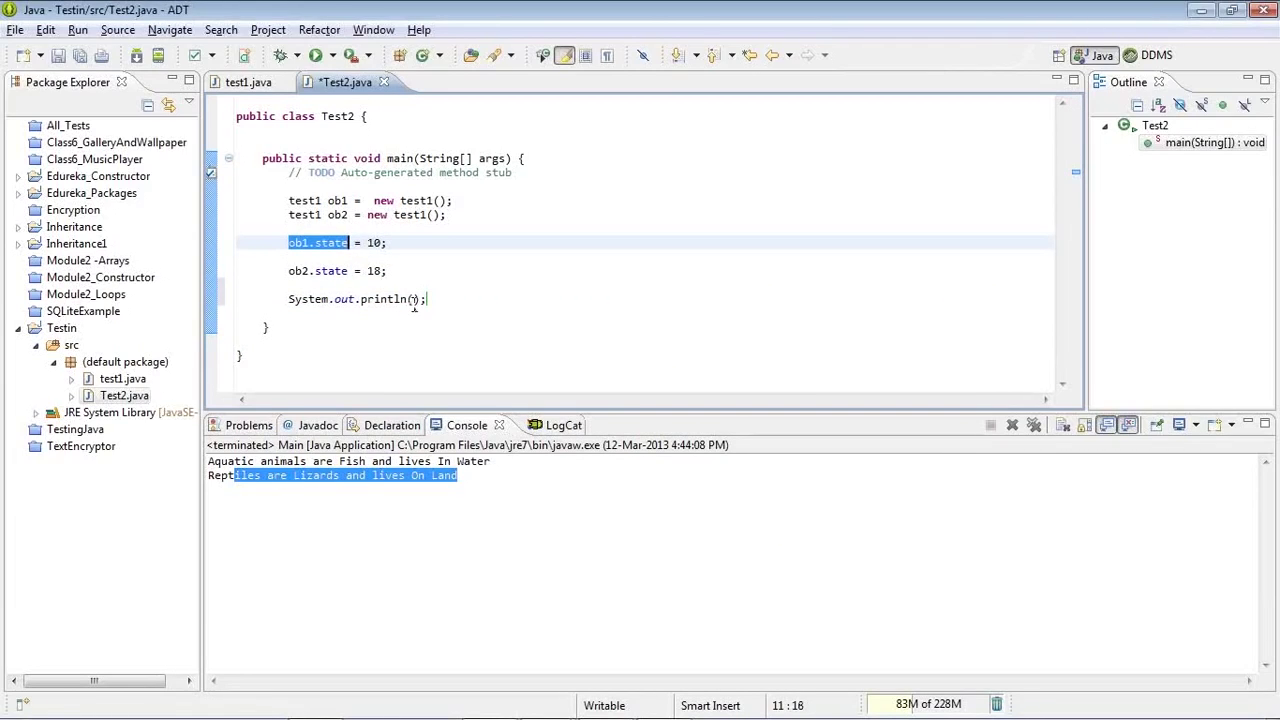 Java - Testin/src/Test2.java - ADT
File Edit Run Source Navigate Search Project Refactor Window Help
Java DDMS
Package Explorer
test1.java
*Test2.java
Outline
All_Tests
Class6_GalleryAndWallpaper
Class6_MusicPlayer
Edureka_Constructor
Edureka_Packages
Encryption
Inheritance
Inheritance1
Module2 -Arrays
Module2_Constructor
Module2_Loops
SQLiteExample
Testin
src
(default package)
test1.java
Test2.java
JRE System Library [JavaSE-
TestingJava
TextEncryptor
public class Test2 {
public static void main(String[] args) {
// TODO Auto-generated method stub
test1 ob1 =  new test1();
test1 ob2 = new test1();
ob1.state = 10;
ob2.state = 18;
System.out.println();
}
}
Test2
main(String[]) : void
Problems Javadoc Declaration Console LogCat
<terminated> Main [Java Application] C:\Program Files\Java\jre7\bin\javaw.exe (12-Mar-2013 4:44:08 PM)
Aquatic animals are Fish and lives In Water
Reptiles are Lizards and lives On Land
Writable Smart Insert 11 : 18 83M of 228M